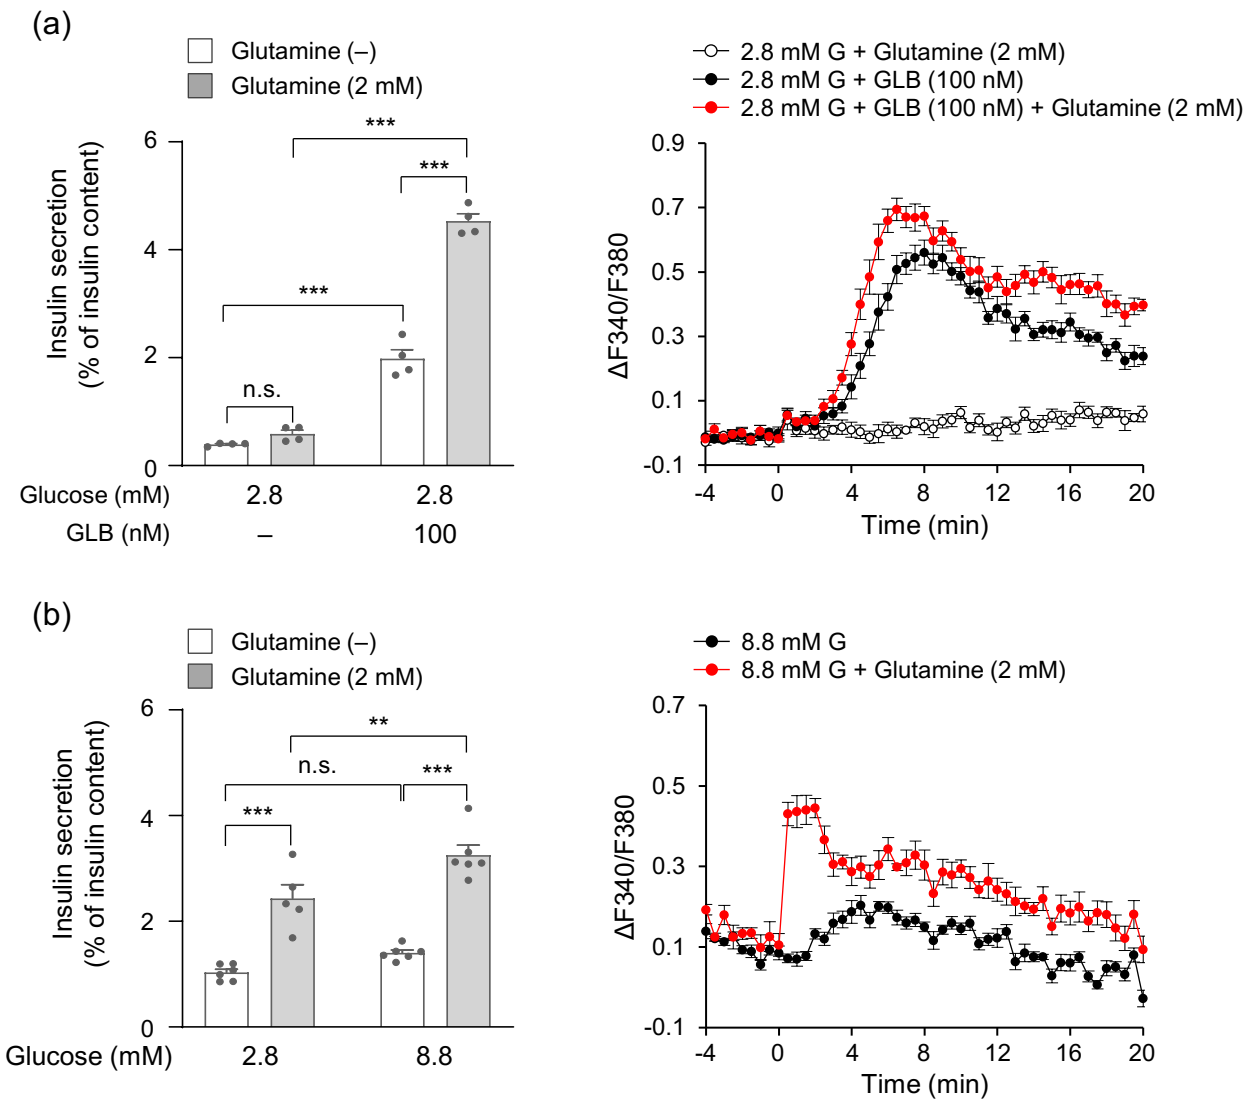 (a)
Glutamine (–)
Glutamine (2 mM)
Insulin secretion
(% of insulin content)
6
4
2
0
***
***
***
n.s.
Glucose (mM) 2.8 2.8
GLB (nM) – 100
2.8 mM G + Glutamine (2 mM)
2.8 mM G + GLB (100 nM)
2.8 mM G + GLB (100 nM) + Glutamine (2 mM)
ΔF340/F380
0.9
0.7
0.5
0.3
0.1
-0.1
-4 0 4 8 12 16 20
Time (min)
(b)
Glutamine (–)
Glutamine (2 mM)
Insulin secretion
(% of insulin content)
6
4
2
0
**
n.s. ***
***
Glucose (mM) 2.8 8.8
8.8 mM G
8.8 mM G + Glutamine (2 mM)
ΔF340/F380
0.7
0.5
0.3
0.1
-0.1
-4 0 4 8 12 16 20
Time (min)